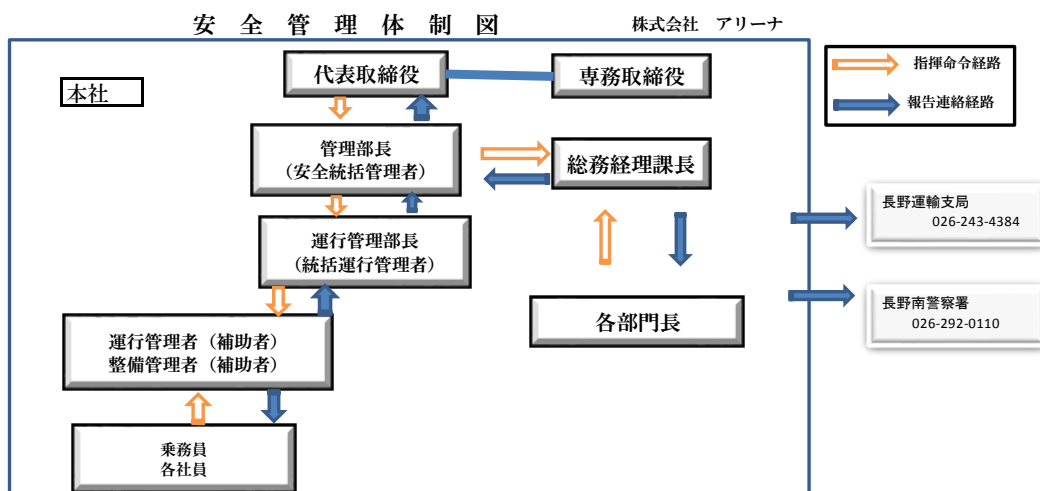 安全管理体制図
株式会社 アリーナ
本社
代表取締役
専務取締役
指揮命令経路
報告連絡経路
管理部長
(安全統括管理者)
総務経理課長
長野運輸支局
026-243-4384
運行管理部長
(統括運行管理者)
長野南警察署
026-292-0110
各部門長
運行管理者(補助者)
整備管理者(補助者)
乗務員
各社員